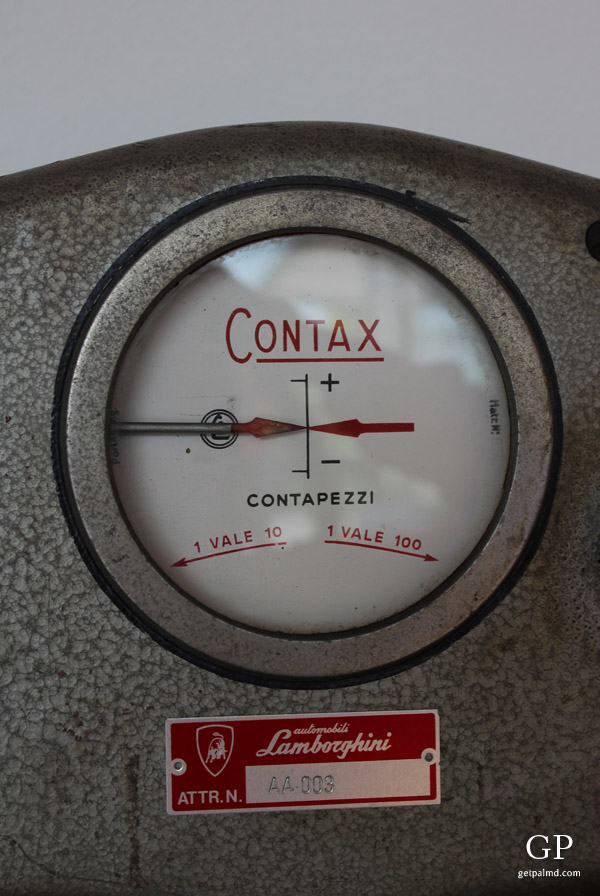 CONTAX
+
−
CONTAPEZZI
1 VALE 10
1 VALE 100
automobili
Lamborghini
ATTR.N. AA-003
GP
getpalmd.com